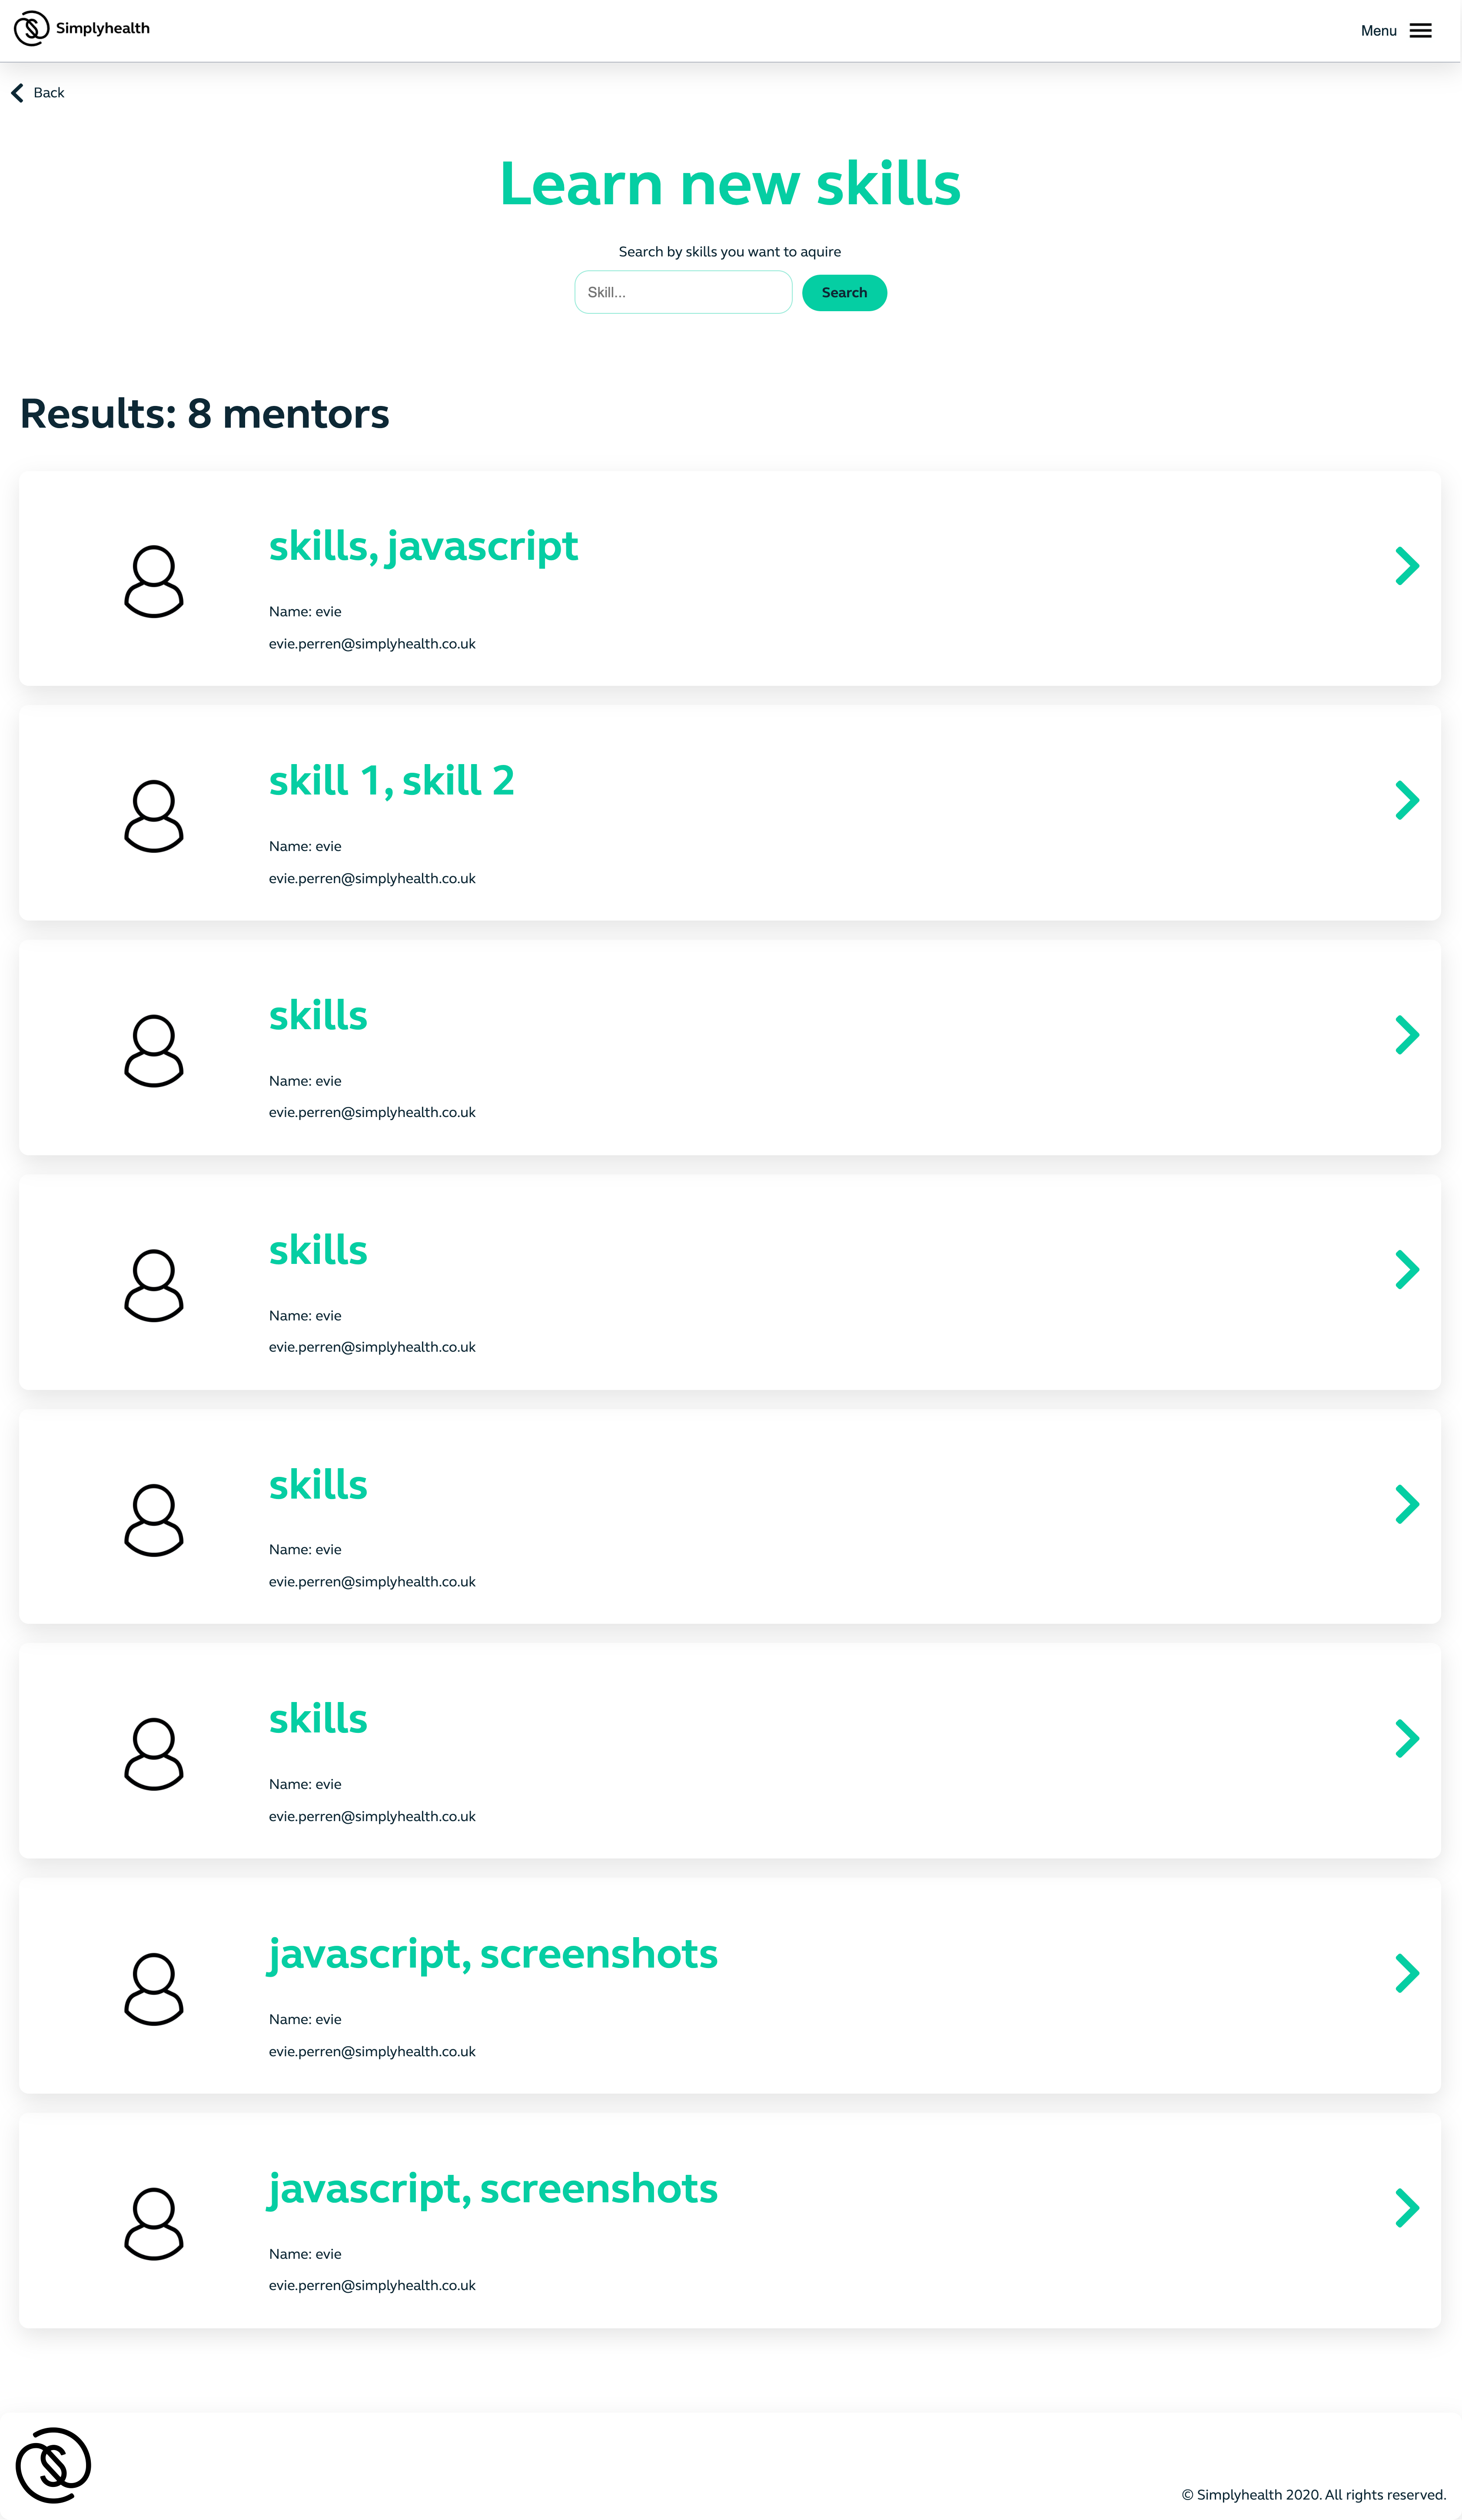 Simplyhealth
Menu
Back
Learn new skills
Search by skills you want to aquire
Skill...
Search
Results: 8 mentors
skills, javascript
Name: evie
evie.perren@simplyhealth.co.uk
skill 1, skill 2
Name: evie
evie.perren@simplyhealth.co.uk
skills
Name: evie
evie.perren@simplyhealth.co.uk
skills
Name: evie
evie.perren@simplyhealth.co.uk
skills
Name: evie
evie.perren@simplyhealth.co.uk
skills
Name: evie
evie.perren@simplyhealth.co.uk
javascript, screenshots
Name: evie
evie.perren@simplyhealth.co.uk
javascript, screenshots
Name: evie
evie.perren@simplyhealth.co.uk
© Simplyhealth 2020. All rights reserved.